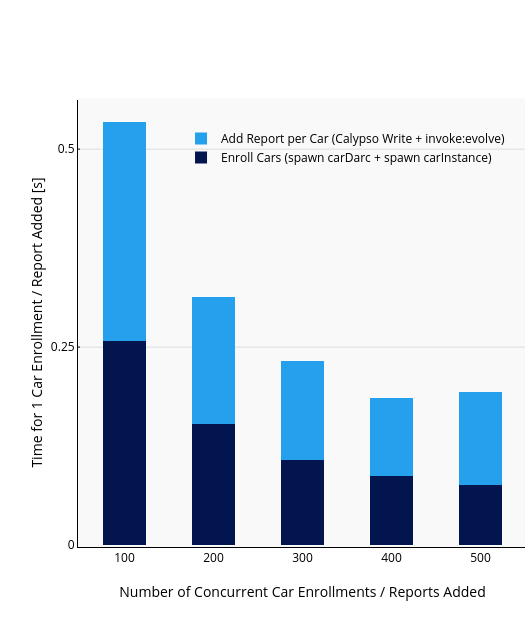 Add Report per Car (Calypso Write + invoke:evolve)
Enroll Cars (spawn carDarc + spawn carInstance)
Time for 1 Car Enrollment / Report Added [s]
0.5
0.25
0
100 200 300 400 500
Number of Concurrent Car Enrollments / Reports Added